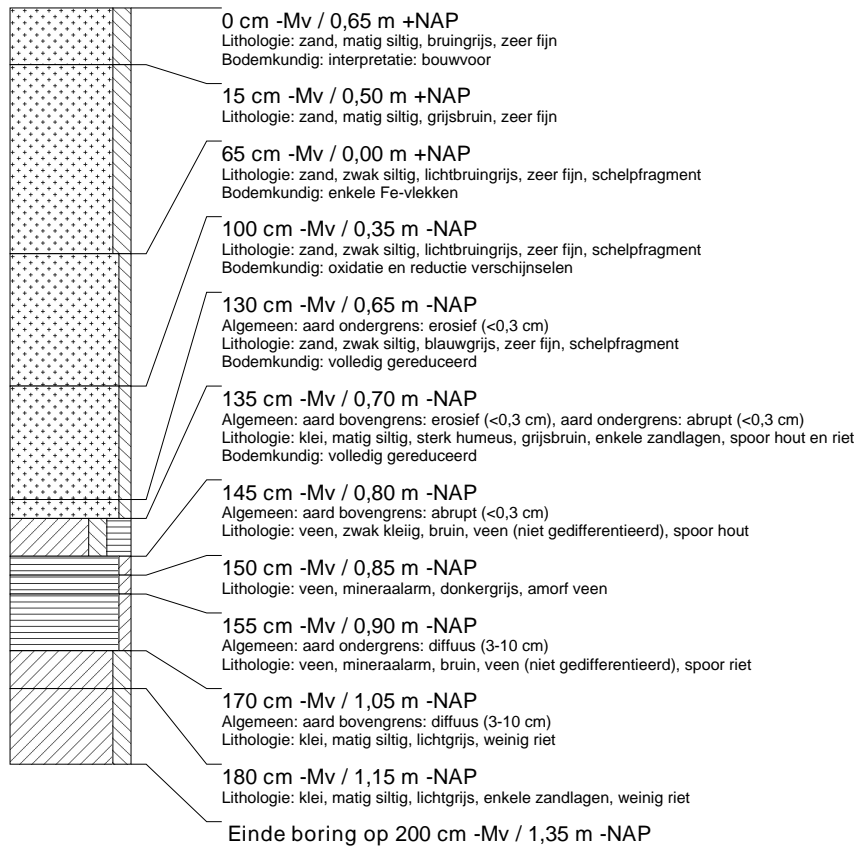 0 cm -Mv / 0,65 m +NAP
Lithologie: zand, matig siltig, bruingrijs, zeer fijn
Bodemkundig: interpretatie: bouwvoor
15 cm -Mv / 0,50 m +NAP
Lithologie: zand, matig siltig, grijsbruin, zeer fijn
65 cm -Mv / 0,00 m +NAP
Lithologie: zand, zwak siltig, lichtbruingrijs, zeer fijn, schelpfragment
Bodemkundig: enkele Fe-vlekken
100 cm -Mv / 0,35 m -NAP
Lithologie: zand, zwak siltig, lichtbruingrijs, zeer fijn, schelpfragment
Bodemkundig: oxidatie en reductie verschijnselen
130 cm -Mv / 0,65 m -NAP
Algemeen: aard ondergrens: erosief (<0,3 cm)
Lithologie: zand, zwak siltig, blauwgrijs, zeer fijn, schelpfragment
Bodemkundig: volledig gereduceerd
135 cm -Mv / 0,70 m -NAP
Algemeen: aard bovengrens: erosief (<0,3 cm), aard ondergrens: abrupt (<0,3 cm)
Lithologie: klei, matig siltig, sterk humeus, grijsbruin, enkele zandlagen, spoor hout en riet
Bodemkundig: volledig gereduceerd
145 cm -Mv / 0,80 m -NAP
Algemeen: aard bovengrens: abrupt (<0,3 cm)
Lithologie: veen, zwak kleiig, bruin, veen (niet gedifferentieerd), spoor hout
150 cm -Mv / 0,85 m -NAP
Lithologie: veen, mineraalarm, donkergrijs, amorf veen
155 cm -Mv / 0,90 m -NAP
Algemeen: aard ondergrens: diffuus (3-10 cm)
Lithologie: veen, mineraalarm, bruin, veen (niet gedifferentieerd), spoor riet
170 cm -Mv / 1,05 m -NAP
Algemeen: aard bovengrens: diffuus (3-10 cm)
Lithologie: klei, matig siltig, lichtgrijs, weinig riet
180 cm -Mv / 1,15 m -NAP
Lithologie: klei, matig siltig, lichtgrijs, enkele zandlagen, weinig riet
Einde boring op 200 cm -Mv / 1,35 m -NAP